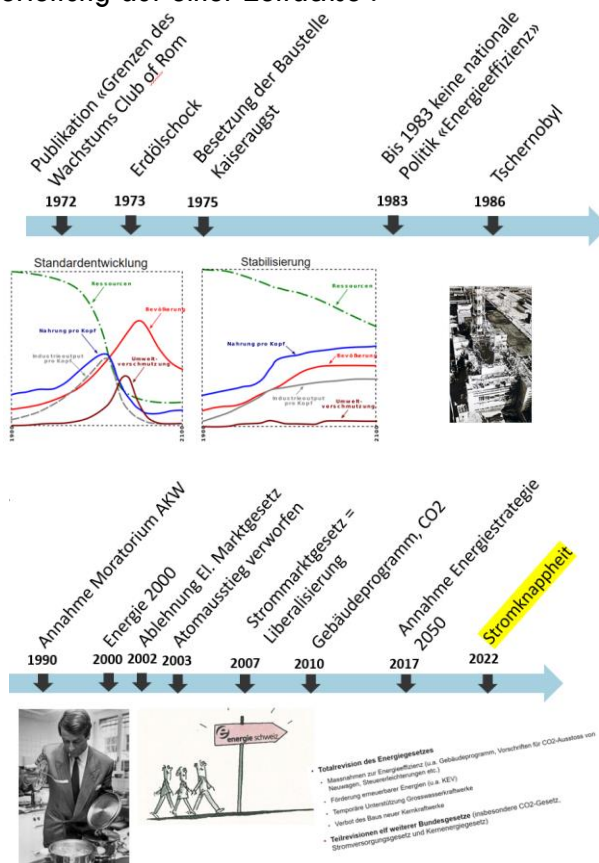 Publikation «Grenzen des
Wachstums Club of Rom
Erdölschock
Besetzung der Baustelle
Kaiseraugst
Bis 1983 keine nationale
Politik «Energieeffizienz»
Tschernobyl
1972
1973
1975
1983
1986
Standardentwicklung
Ressourcen
Bevölkerung
Nahrung pro Kopf
Industrieoutput
pro Kopf
Umwelt-
verschmutzung
1900
2100
Stabilisierung
Ressourcen
Nahrung pro Kopf
Bevölkerung
Industrieoutput
pro Kopf
Umwelt-
verschmutzung
1900
2100
Annahme Moratorium AKW
Energie 2000
Ablehnung El. Marktgesetz
Atomausstieg verworfen
Strommarktgesetz =
Liberalisierung
Gebäudeprogramm, CO2
Annahme Energiestrategie
2050
Stromknappheit
1990
2000
2002
2003
2007
2010
2017
2022
energie schweiz
- Totalrevision des Energiegesetzes
- Massnahmen zur Energieeffizienz (u.a. Gebäudeprogramm, Vorschriften für CO2-Ausstoss von
Neuwagen, Steuererleichterungen etc.)
- Förderung erneuerbarer Energien (u.a. KEV)
- Temporäre Unterstützung Grosswasserkraftwerke
- Verbot des Baus neuer Kernkraftwerke
- Teilrevisionen elf weiterer Bundesgesetze (insbesondere CO2-Gesetz,
Stromversorgungsgesetz und Kernenergiegesetz)